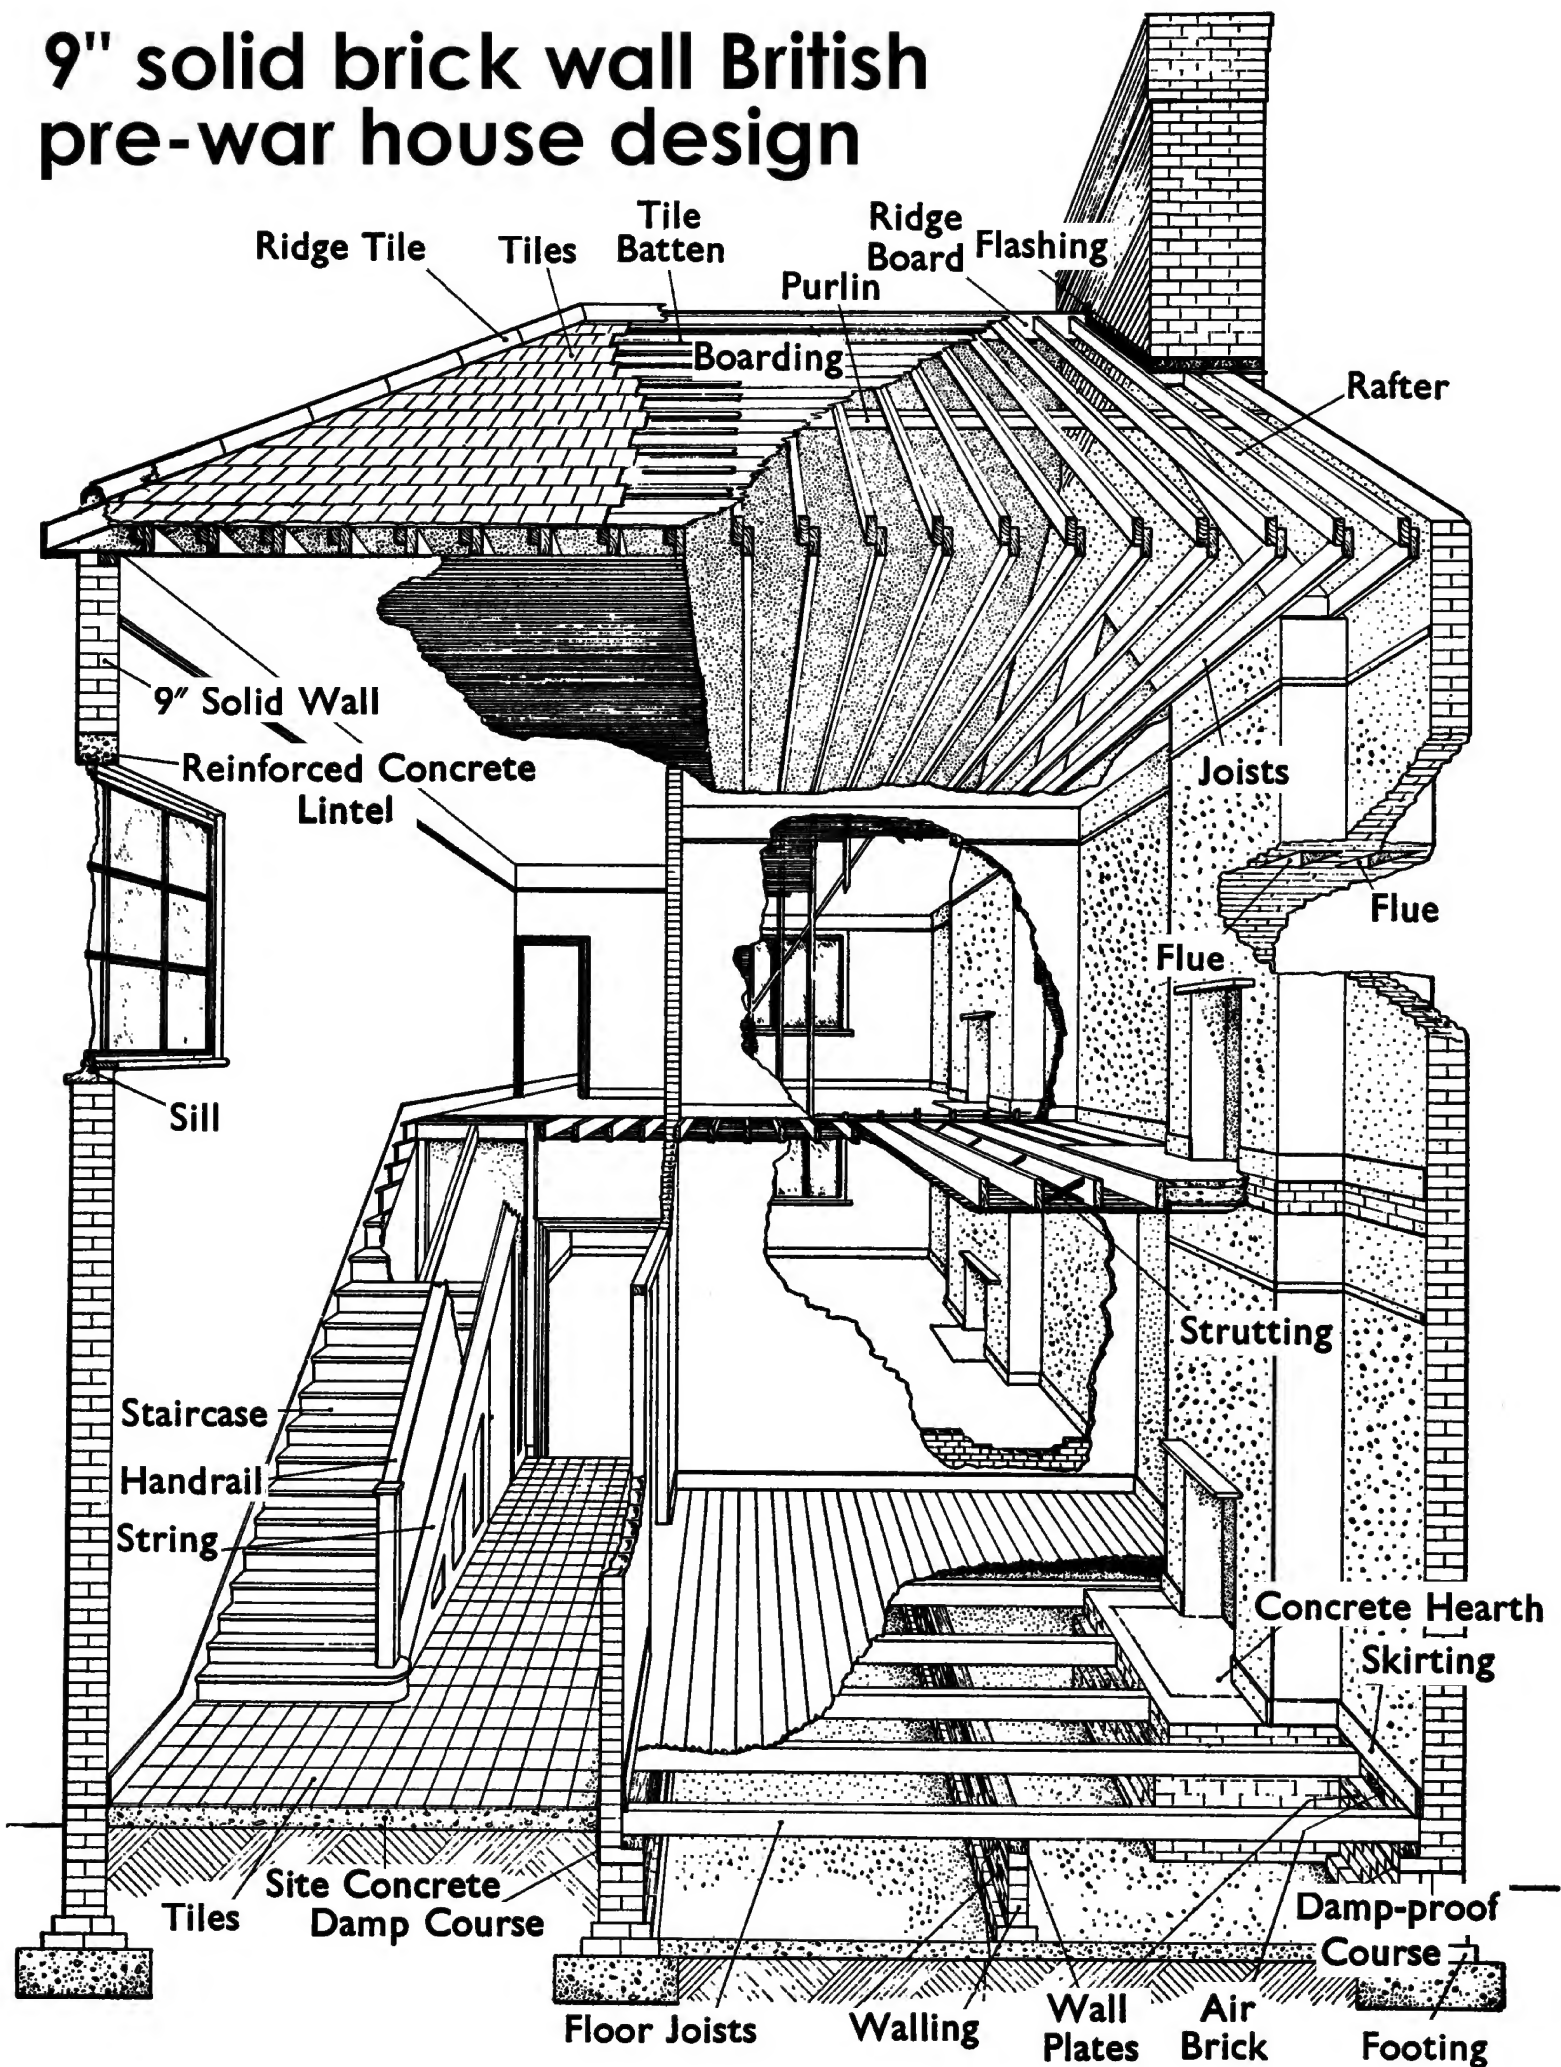 9" solid brick wall British
pre-war house design
Ridge Tile
Tiles
Tile
Batten
Purlin
Ridge
Board
Flashing
Boarding
Rafter
9" Solid Wall
Reinforced Concrete
Lintel
Joists
Flue
Flue
Sill
Strutting
Staircase
Handrail
String
Concrete Hearth
Skirting
Tiles
Site Concrete
Damp Course
Damp-proof
Course
Floor Joists
Walling
Wall
Plates
Air
Brick
Footing